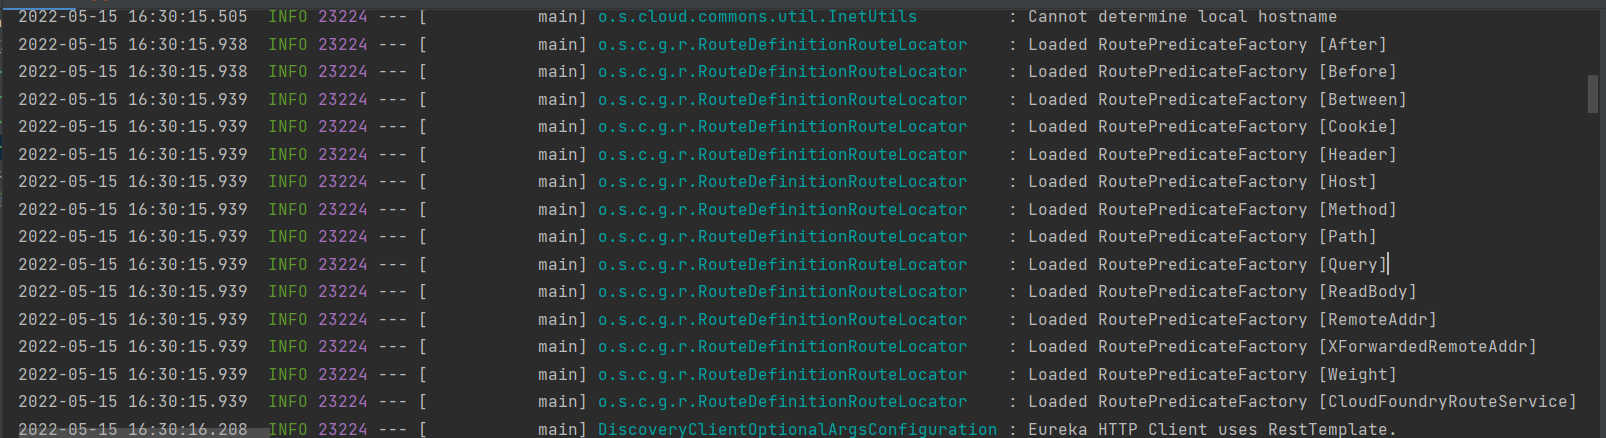 2022-05-15 16:30:15.505  INFO 23224 --- [           main] o.s.cloud.commons.util.InetUtils         : Cannot determine local hostname
2022-05-15 16:30:15.938  INFO 23224 --- [           main] o.s.c.g.r.RouteDefinitionRouteLocator    : Loaded RoutePredicateFactory [After]
2022-05-15 16:30:15.938  INFO 23224 --- [           main] o.s.c.g.r.RouteDefinitionRouteLocator    : Loaded RoutePredicateFactory [Before]
2022-05-15 16:30:15.939  INFO 23224 --- [           main] o.s.c.g.r.RouteDefinitionRouteLocator    : Loaded RoutePredicateFactory [Between]
2022-05-15 16:30:15.939  INFO 23224 --- [           main] o.s.c.g.r.RouteDefinitionRouteLocator    : Loaded RoutePredicateFactory [Cookie]
2022-05-15 16:30:15.939  INFO 23224 --- [           main] o.s.c.g.r.RouteDefinitionRouteLocator    : Loaded RoutePredicateFactory [Header]
2022-05-15 16:30:15.939  INFO 23224 --- [           main] o.s.c.g.r.RouteDefinitionRouteLocator    : Loaded RoutePredicateFactory [Host]
2022-05-15 16:30:15.939  INFO 23224 --- [           main] o.s.c.g.r.RouteDefinitionRouteLocator    : Loaded RoutePredicateFactory [Method]
2022-05-15 16:30:15.939  INFO 23224 --- [           main] o.s.c.g.r.RouteDefinitionRouteLocator    : Loaded RoutePredicateFactory [Path]
2022-05-15 16:30:15.939  INFO 23224 --- [           main] o.s.c.g.r.RouteDefinitionRouteLocator    : Loaded RoutePredicateFactory [Query]
2022-05-15 16:30:15.939  INFO 23224 --- [           main] o.s.c.g.r.RouteDefinitionRouteLocator    : Loaded RoutePredicateFactory [ReadBody]
2022-05-15 16:30:15.939  INFO 23224 --- [           main] o.s.c.g.r.RouteDefinitionRouteLocator    : Loaded RoutePredicateFactory [RemoteAddr]
2022-05-15 16:30:15.939  INFO 23224 --- [           main] o.s.c.g.r.RouteDefinitionRouteLocator    : Loaded RoutePredicateFactory [XForwardedRemoteAddr]
2022-05-15 16:30:15.939  INFO 23224 --- [           main] o.s.c.g.r.RouteDefinitionRouteLocator    : Loaded RoutePredicateFactory [Weight]
2022-05-15 16:30:15.939  INFO 23224 --- [           main] o.s.c.g.r.RouteDefinitionRouteLocator    : Loaded RoutePredicateFactory [CloudFoundryRouteService]
2022-05-15 16:30:16.208  INFO 23224 --- [           main] DiscoveryClientOptionalArgsConfiguration : Eureka HTTP Client uses RestTemplate.